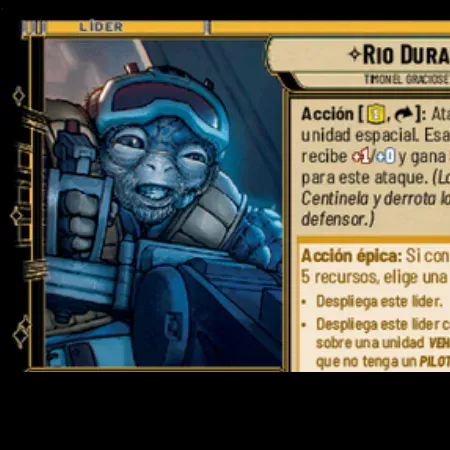 LÍDER
RIO DURA
TIMONEL GRACIOSE
Acción [1, ]: Ata
unidad espacial. Esa
recibe +1/+0 y gana
para este ataque. (Lo
Centinela y derrota lo
defensor.)
Acción épica: Si con
5 recursos, elige una
• Despliega este líder.
• Despliega este líder c
sobre una unidad VEH
que no tenga un PILOT